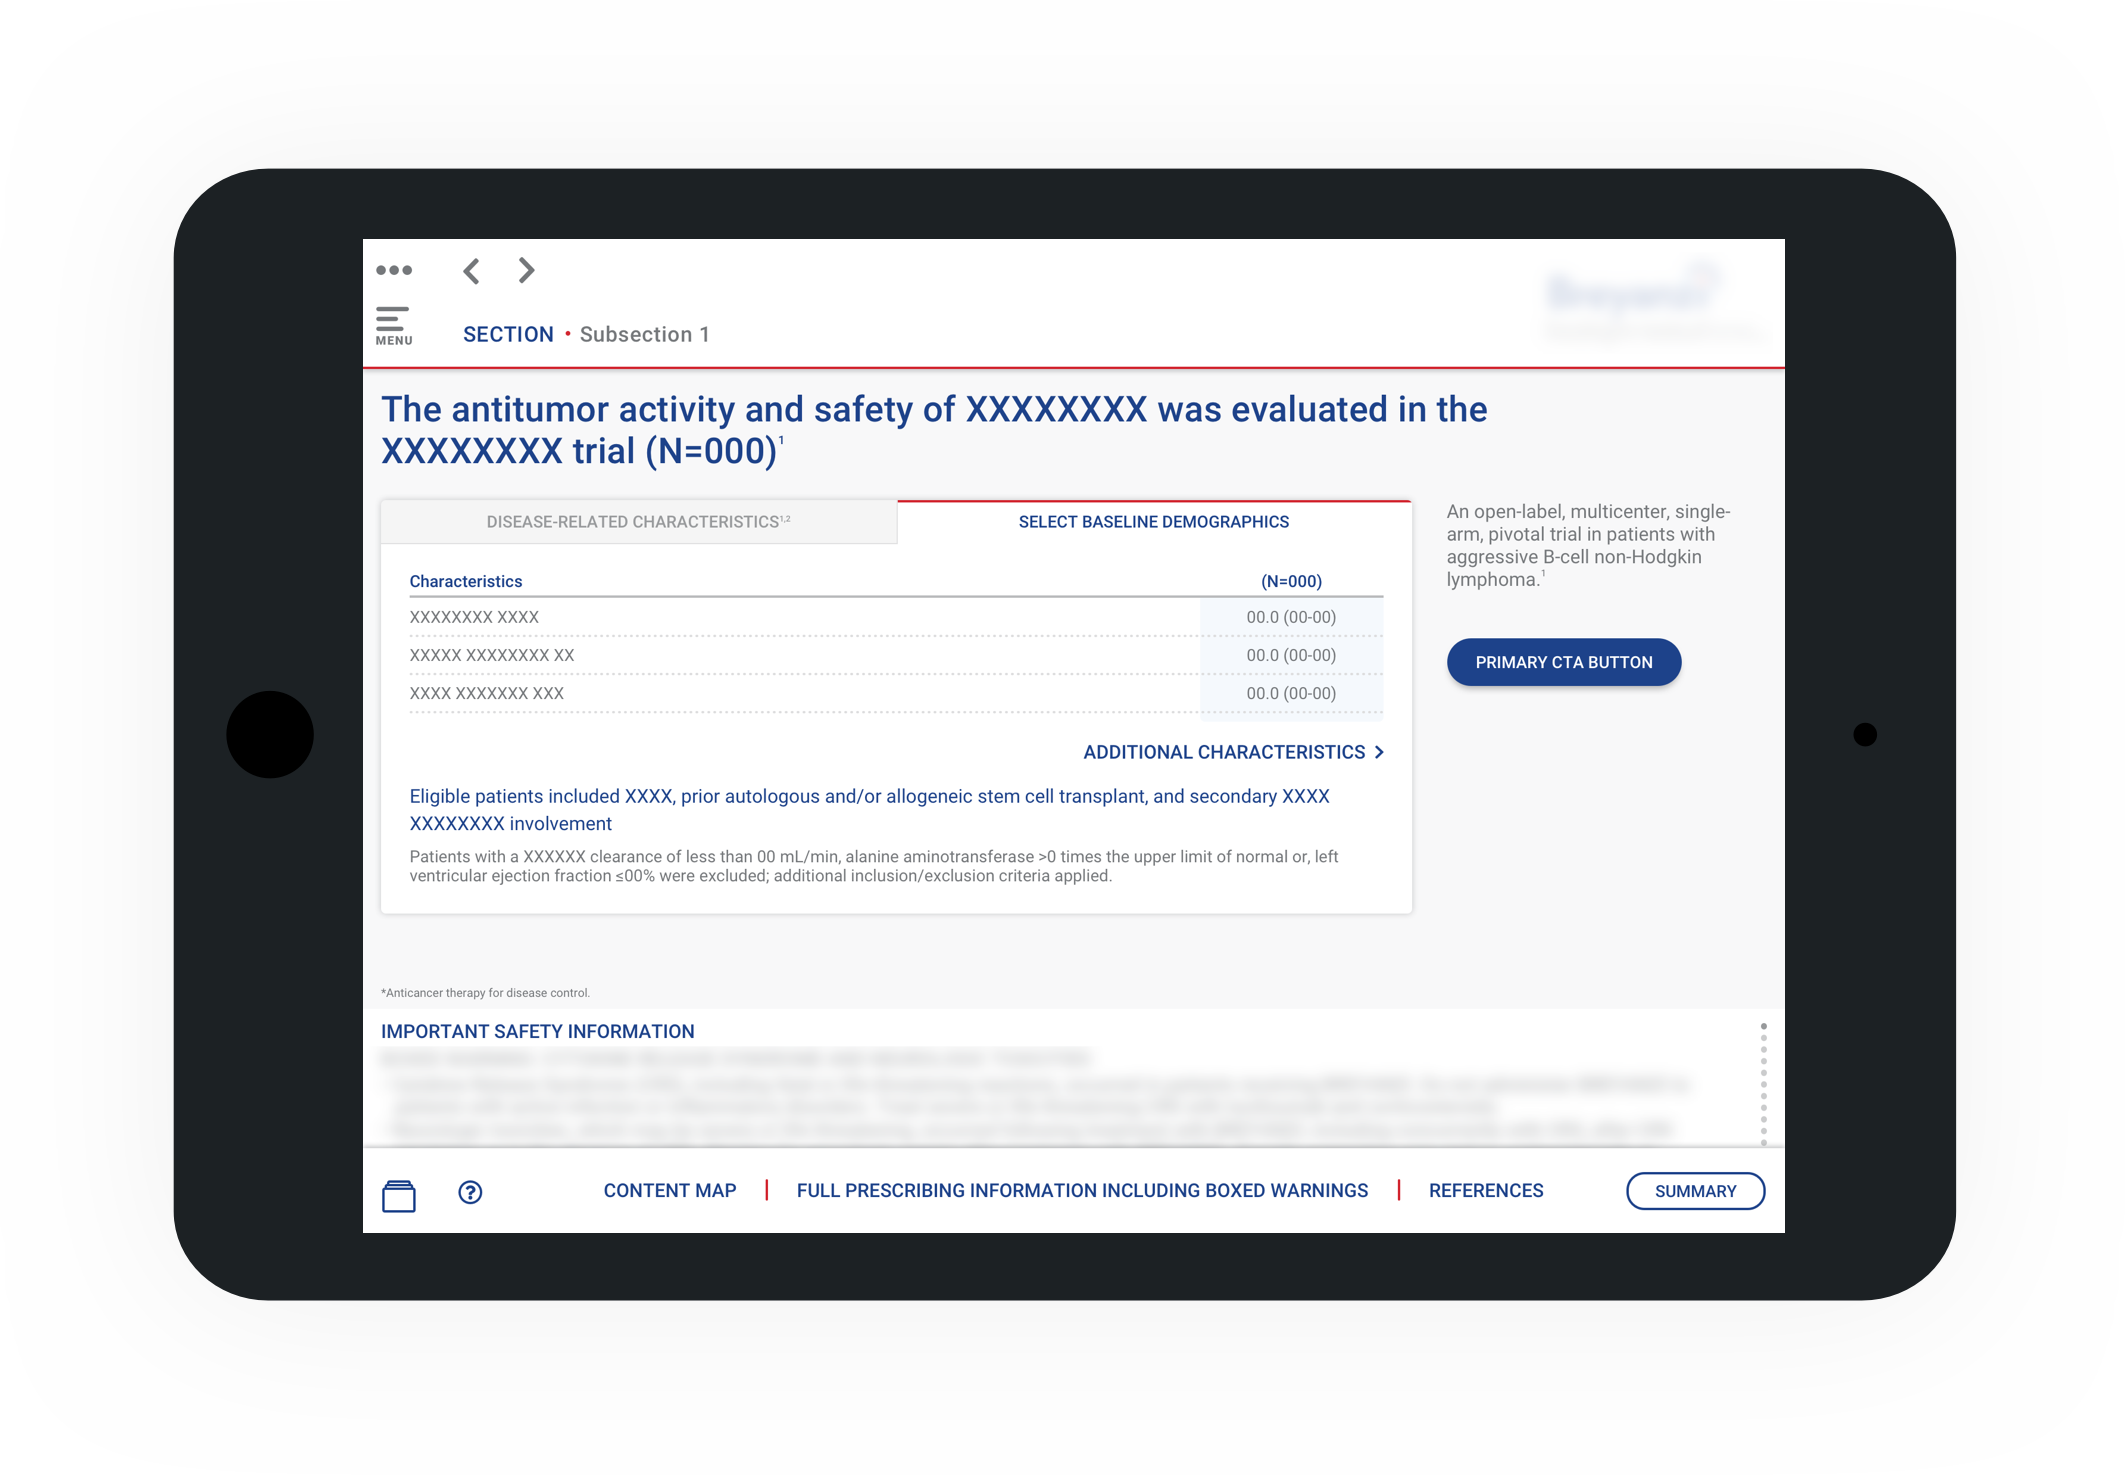 MENU
SECTION • Subsection 1
The antitumor activity and safety of XXXXXXXX was evaluated in the
XXXXXXXX trial (N=000)¹
DISEASE-RELATED CHARACTERISTICS¹,²
SELECT BASELINE DEMOGRAPHICS
Characteristics (N=000)
XXXXXXXX XXXX 00.0 (00-00)
XXXXX XXXXXXXX XX 00.0 (00-00)
XXXX XXXXXXX XXX 00.0 (00-00)
ADDITIONAL CHARACTERISTICS >
Eligible patients included XXXX, prior autologous and/or allogeneic stem cell transplant, and secondary XXXX
XXXXXXXX involvement
Patients with a XXXXXX clearance of less than 00 mL/min, alanine aminotransferase >0 times the upper limit of normal or, left
ventricular ejection fraction ≤00% were excluded; additional inclusion/exclusion criteria applied.
An open-label, multicenter, single-
arm, pivotal trial in patients with
aggressive B-cell non-Hodgkin
lymphoma.¹
PRIMARY CTA BUTTON
*Anticancer therapy for disease control.
IMPORTANT SAFETY INFORMATION
CONTENT MAP | FULL PRESCRIBING INFORMATION INCLUDING BOXED WARNINGS | REFERENCES
SUMMARY